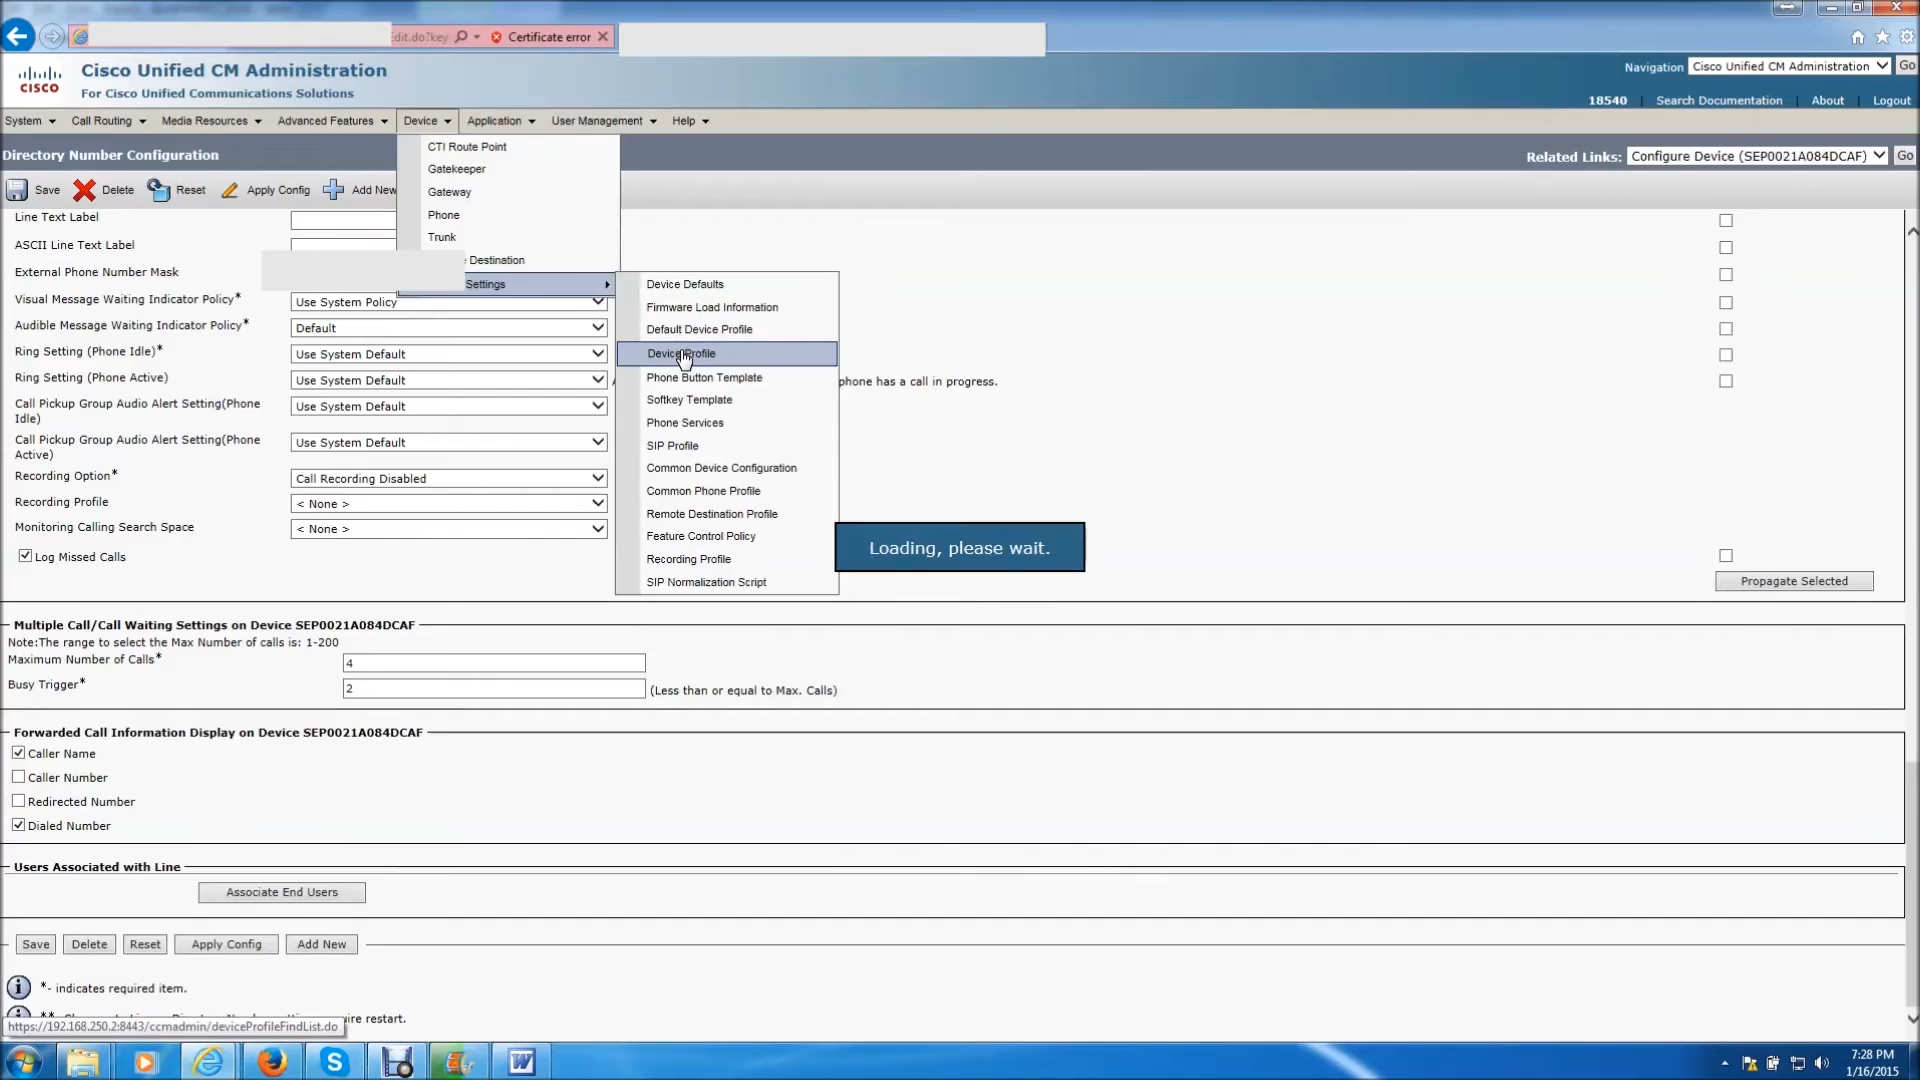 dit.do?key
Certificate error
CISCO
Cisco Unified CM Administration
For Cisco Unified Communications Solutions
Navigation Cisco Unified CM Administration Go
18540 Search Documentation About Logout
System Call Routing Media Resources Advanced Features Device Application User Management Help
Directory Number Configuration
Related Links: Configure Device (SEP0021A084DCAF) Go
Save Delete Reset Apply Config Add New
CTI Route Point
Gatekeeper
Gateway
Phone
Trunk
Destination
Settings
Device Defaults
Firmware Load Information
Default Device Profile
Device Profile
Phone Button Template
Softkey Template
Phone Services
SIP Profile
Common Device Configuration
Common Phone Profile
Remote Destination Profile
Feature Control Policy
Recording Profile
SIP Normalization Script
Line Text Label
ASCII Line Text Label
External Phone Number Mask
Visual Message Waiting Indicator Policy* Use System Policy
Audible Message Waiting Indicator Policy* Default
Ring Setting (Phone Idle)* Use System Default
Ring Setting (Phone Active) Use System Default
phone has a call in progress.
Call Pickup Group Audio Alert Setting(Phone Idle) Use System Default
Call Pickup Group Audio Alert Setting(Phone Active) Use System Default
Recording Option* Call Recording Disabled
Recording Profile < None >
Monitoring Calling Search Space < None >
Log Missed Calls
Loading, please wait.
Propagate Selected
Multiple Call/Call Waiting Settings on Device SEP0021A084DCAF
Note:The range to select the Max Number of calls is: 1-200
Maximum Number of Calls* 4
Busy Trigger* 2 (Less than or equal to Max. Calls)
Forwarded Call Information Display on Device SEP0021A084DCAF
Caller Name
Caller Number
Redirected Number
Dialed Number
Users Associated with Line
Associate End Users
Save Delete Reset Apply Config Add New
*- indicates required item.
uire restart.
https://192.168.250.2:8443/ccmadmin/deviceProfileFindList.do
7:28 PM
1/16/2015